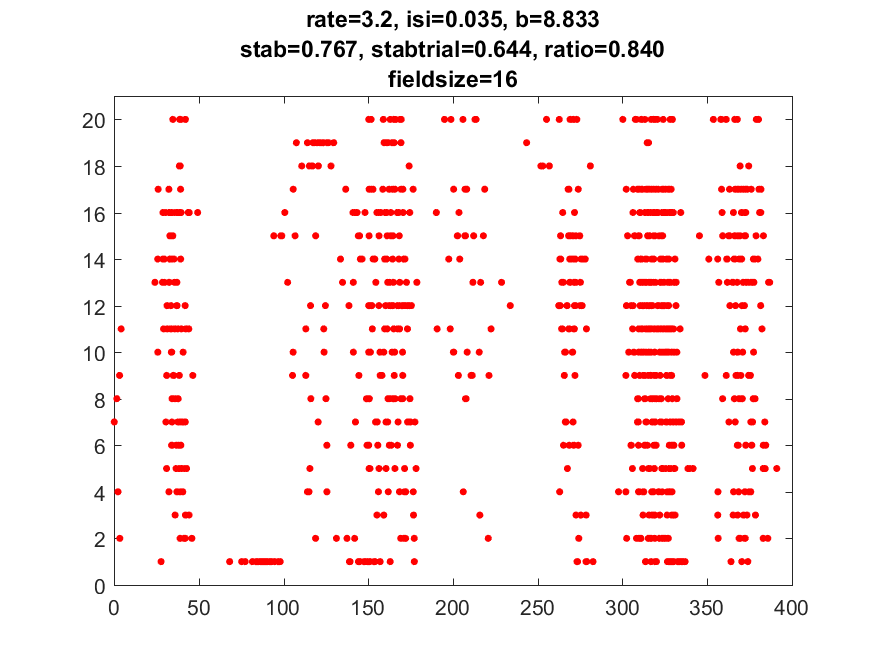 rate=3.2, isi=0.035, b=8.833
stab=0.767, stabtrial=0.644, ratio=0.840
fieldsize=16
20
18
16
14
12
10
8
6
4
2
0
0 50 100 150 200 250 300 350 400